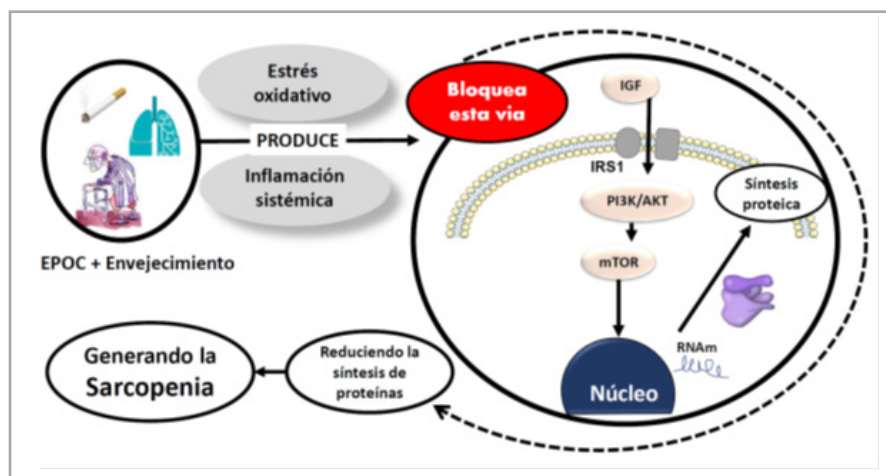 Estrés
oxidativo
PRODUCE
Inflamación
sistémica
EPOC + Envejecimiento
Bloquea
esta via
IGF
IRS1
PI3K/AKT
mTOR
Núcleo
RNAm
Síntesis
proteica
Reduciendo la
síntesis de
proteínas
Generando la
Sarcopenia